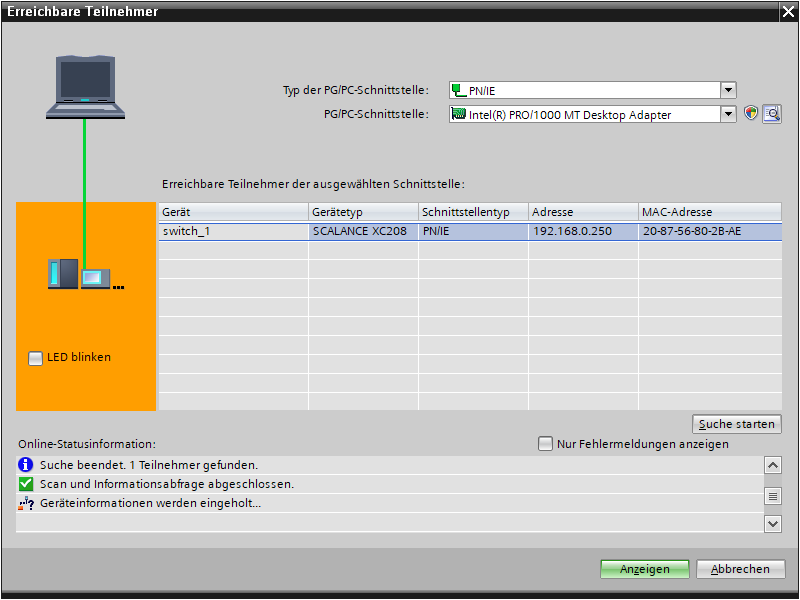 Erreichbare Teilnehmer
Typ der PG/PC-Schnittstelle: PN/IE
PG/PC-Schnittstelle: Intel(R) PRO/1000 MT Desktop Adapter
Erreichbare Teilnehmer der ausgewählten Schnittstelle:
Gerät Gerätetyp Schnittstellentyp Adresse MAC-Adresse
switch_1 SCALANCE XC208 PN/IE 192.168.0.250 20-87-56-80-2B-AE
LED blinken
Suche starten
Online-Statusinformation: Nur Fehlermeldungen anzeigen
Suche beendet. 1 Teilnehmer gefunden.
Scan und Informationsabfrage abgeschlossen.
Geräteinformationen werden eingeholt...
Anzeigen Abbrechen